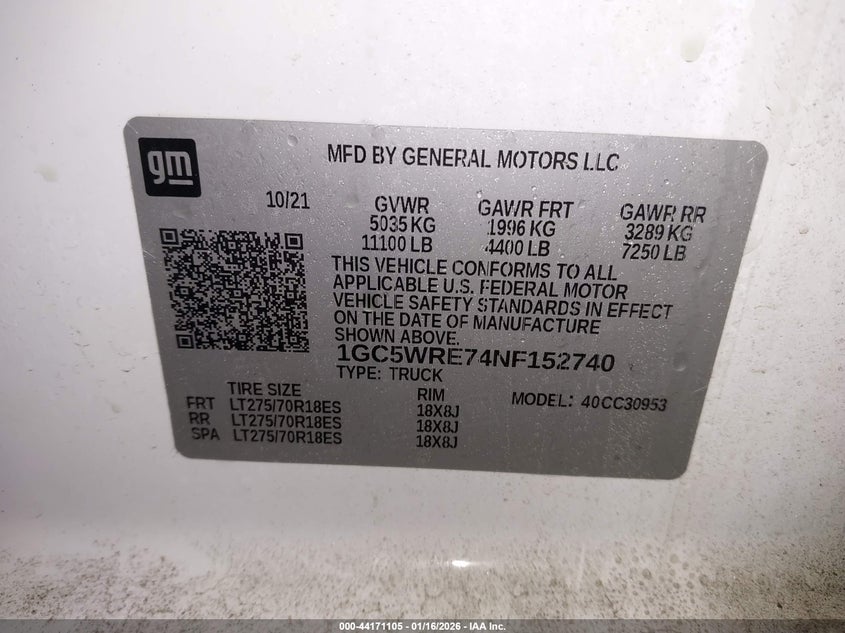 gm
MFD BY GENERAL MOTORS LLC
10/21
GVWR GAWR FRT GAWR RR
5035 KG 1996 KG 3289 KG
11100 LB 4400 LB 7250 LB
THIS VEHICLE CONFORMS TO ALL
APPLICABLE U.S. FEDERAL MOTOR
VEHICLE SAFETY STANDARDS IN EFFECT
ON THE DATE OF MANUFACTURE
SHOWN ABOVE.
1GC5WRE74NF152740
TYPE: TRUCK
TIRE SIZE RIM MODEL: 40CC30953
FRT LT275/70R18ES 18X8J
RR LT275/70R18ES 18X8J
SPA LT275/70R18ES 18X8J
000-44171105 - 01/16/2026 - IAA Inc.